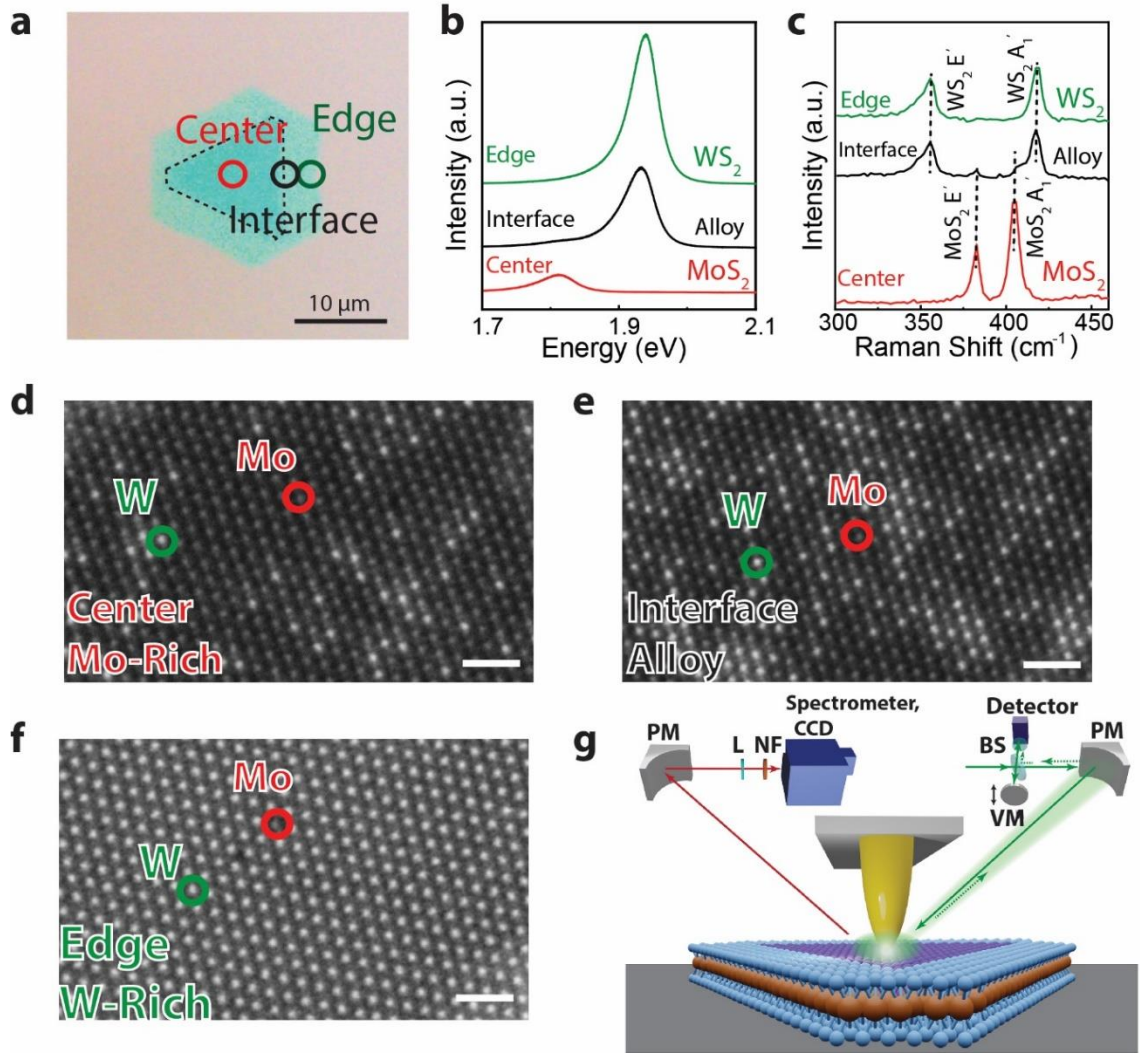 a
Center
Edge
Interface
10 µm
b
Intensity (a.u.)
Edge
WS2
Interface
Alloy
Center
MoS2
1.7
1.9
2.1
Energy (eV)
c
Intensity (a.u.)
WS2 E′
WS2 A1′
Edge
WS2
Interface
Alloy
MoS2 E′
MoS2 A1′
Center
MoS2
300
350
400
450
Raman Shift (cm-1)
d
Mo
W
Center
Mo-Rich
e
Mo
W
Interface
Alloy
f
Mo
W
Edge
W-Rich
g
Spectrometer,
CCD
PM
L
NF
Detector
BS
PM
VM